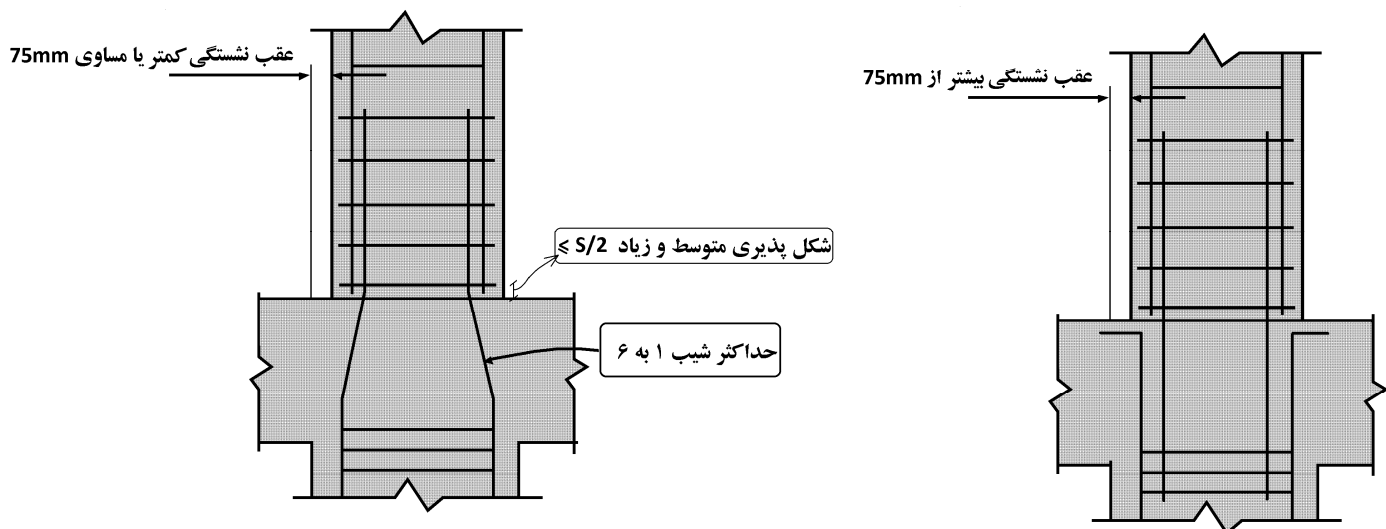 عقب نشستگی کمتر یا مساوی 75mm
عقب نشستگی بیشتر از 75mm
شکل پذیری متوسط و زیاد S/2 ⩾
حداکثر شیب ۱ به ۶